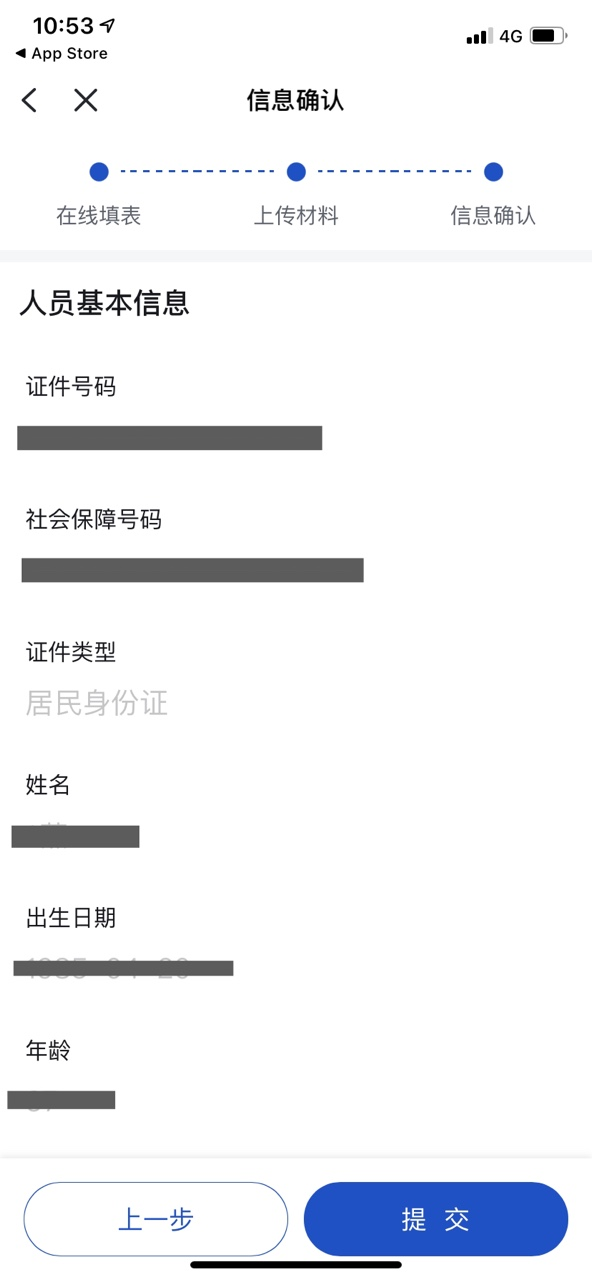 10:53
4G
App Store
信息确认
在线填表
上传材料
信息确认
人员基本信息
证件号码
社会保障号码
证件类型
居民身份证
姓名
出生日期
年龄
上一步
提 交